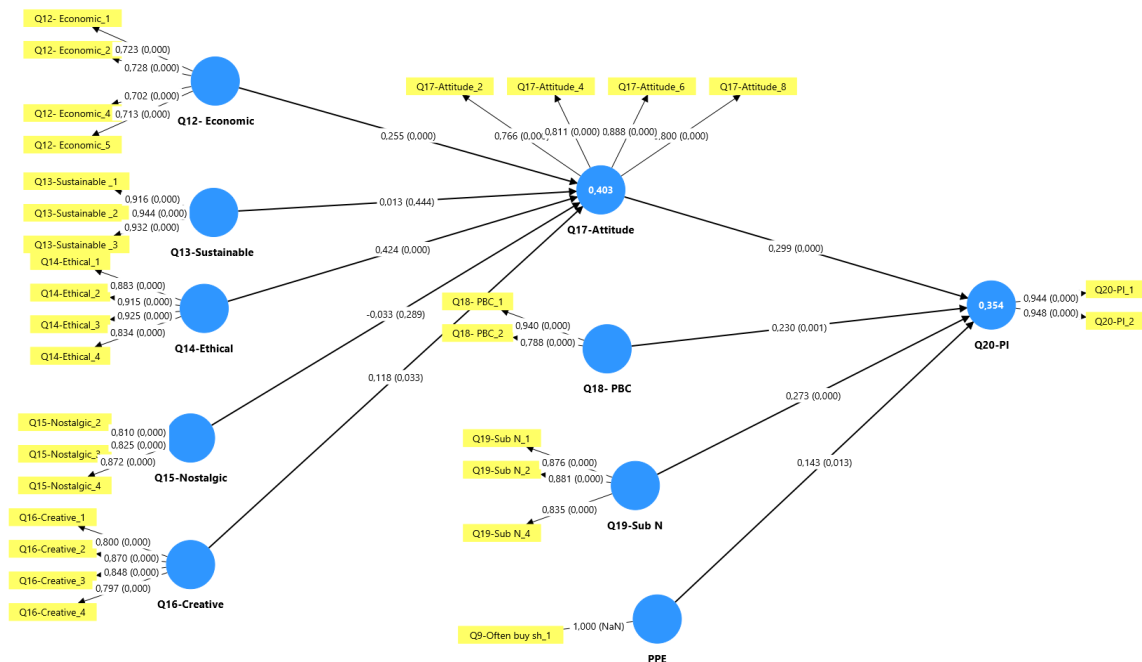 Q12- Economic_1
Q12- Economic_2
0,723 (0,000)
0,728 (0,000)
0,702 (0,000)
0,713 (0,000)
Q12- Economic_4
Q12- Economic_5
Q12- Economic
0,255 (0,000)
Q13-Sustainable _1
Q13-Sustainable _2
Q13-Sustainable _3
0,916 (0,000)
0,944 (0,000)
0,932 (0,000)
Q13-Sustainable
0,013 (0,444)
Q14-Ethical_1
Q14-Ethical_2
Q14-Ethical_3
Q14-Ethical_4
0,883 (0,000)
0,915 (0,000)
0,925 (0,000)
0,834 (0,000)
Q14-Ethical
0,424 (0,000)
Q15-Nostalgic_2
Q15-Nostalgic_3
Q15-Nostalgic_4
0,810 (0,000)
0,825 (0,000)
0,872 (0,000)
Q15-Nostalgic
-0,033 (0,289)
Q16-Creative_1
Q16-Creative_2
Q16-Creative_3
Q16-Creative_4
0,800 (0,000)
0,870 (0,000)
0,848 (0,000)
0,797 (0,000)
Q16-Creative
0,118 (0,033)
Q17-Attitude_2
Q17-Attitude_4
Q17-Attitude_6
Q17-Attitude_8
0,766 (0,000)
0,811 (0,000)
0,888 (0,000)
,800 (0,000)
0,403
Q17-Attitude
0,299 (0,000)
Q18- PBC_1
Q18- PBC_2
0,940 (0,000)
0,788 (0,000)
Q18- PBC
0,230 (0,001)
Q19-Sub N_1
Q19-Sub N_2
Q19-Sub N_4
0,876 (0,000)
0,881 (0,000)
0,835 (0,000)
Q19-Sub N
0,273 (0,000)
Q9-Often buy sh_1
1,000 (NaN)
PPE
0,143 (0,013)
0,354
Q20-PI
0,944 (0,000)
0,948 (0,000)
Q20-PI_1
Q20-PI_2